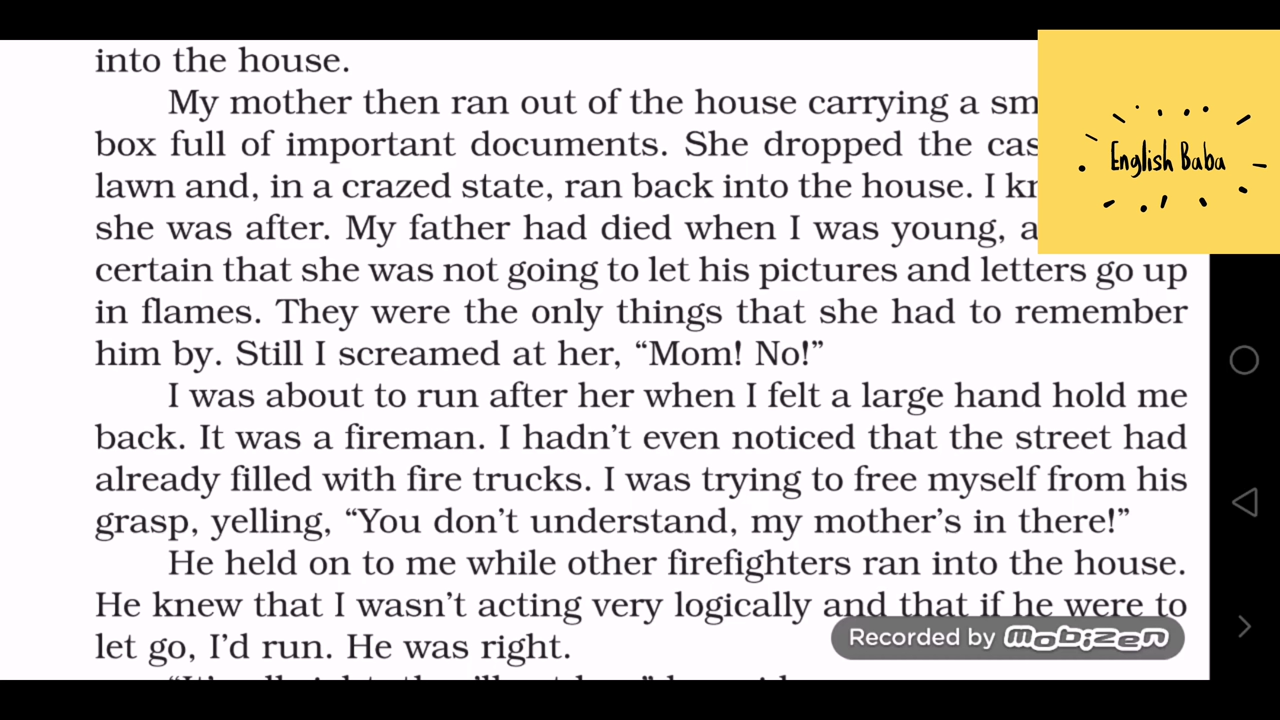 into the house.
My mother then ran out of the house carrying a
box full of important documents. She dropped the
lawn and, in a crazed state, ran back into the house. I
she was after. My father had died when I was young,
certain that she was not going to let his pictures and letters go up
in flames. They were the only things that she had to remember
him by. Still I screamed at her, “Mom! No!”
I was about to run after her when I felt a large hand hold me
back. It was a fireman. I hadn’t even noticed that the street had
already filled with fire trucks. I was trying to free myself from his
grasp, yelling, “You don’t understand, my mother’s in there!”
He held on to me while other firefighters ran into the house.
He knew that I wasn’t acting very logically and that if he were to
let go, I’d run. He was right.
English Baba
Recorded by mobizen